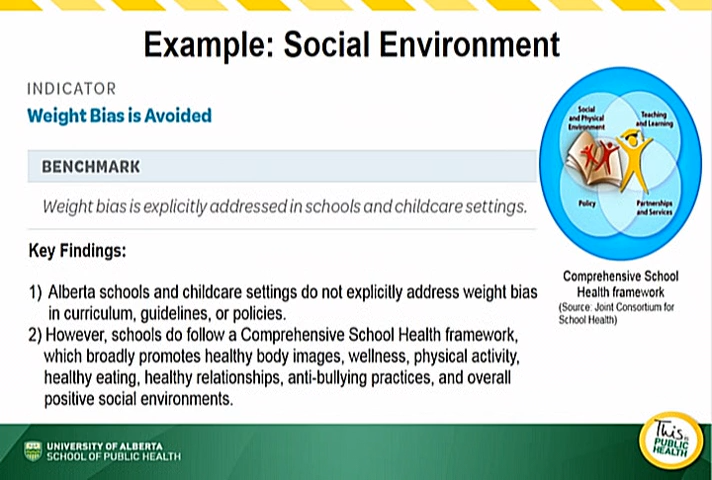 Example: Social Environment
INDICATOR
Weight Bias is Avoided
BENCHMARK
Weight bias is explicitly addressed in schools and childcare settings.
Key Findings:
1) Alberta schools and childcare settings do not explicitly address weight bias
in curriculum, guidelines, or policies.
2) However, schools do follow a Comprehensive School Health framework,
which broadly promotes healthy body images, wellness, physical activity,
healthy eating, healthy relationships, anti-bullying practices, and overall
positive social environments.
Social
and Physical
Environment
Teaching
and Learning
Policy
Partnerships
and Services
Comprehensive School
Health framework
(Source: Joint Consortium for
School Health)
UNIVERSITY OF ALBERTA
SCHOOL OF PUBLIC HEALTH
This is
PUBLIC
HEALTH